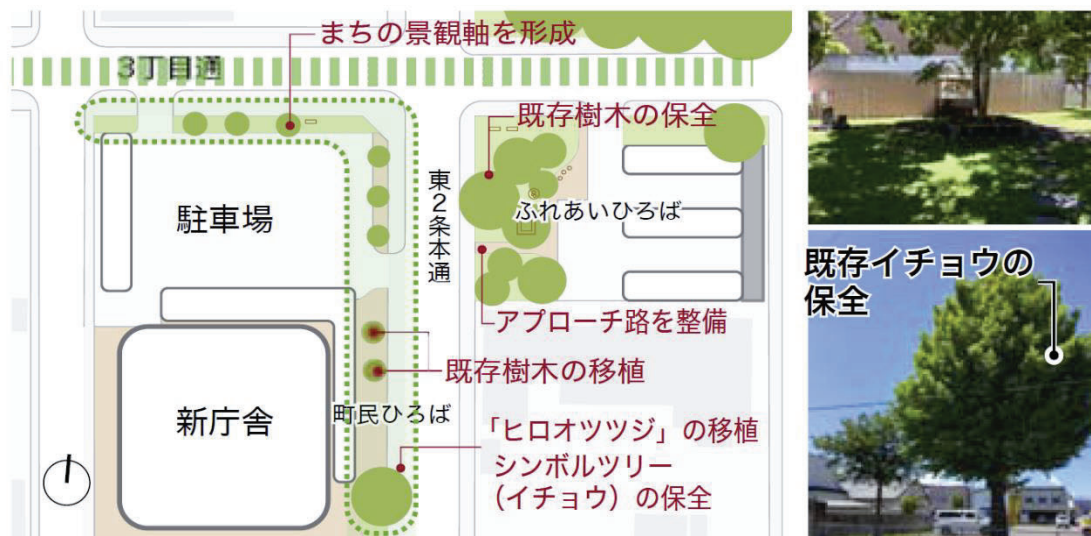 まちの景観軸を形成
3丁目通
既存樹木の保全
駐車場
東2条本通
ふれあいひろば
アプローチ路を整備
既存樹木の移植
町民ひろば
新庁舎
「ヒロオツツジ」の移植
シンボルツリー
（イチョウ）の保全
既存イチョウの
保全